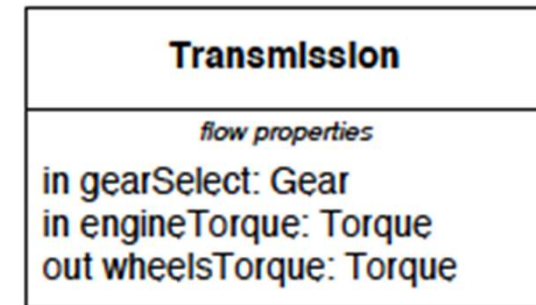 Transmission
flow properties
in gearSelect: Gear
in engineTorque: Torque
out wheelsTorque: Torque